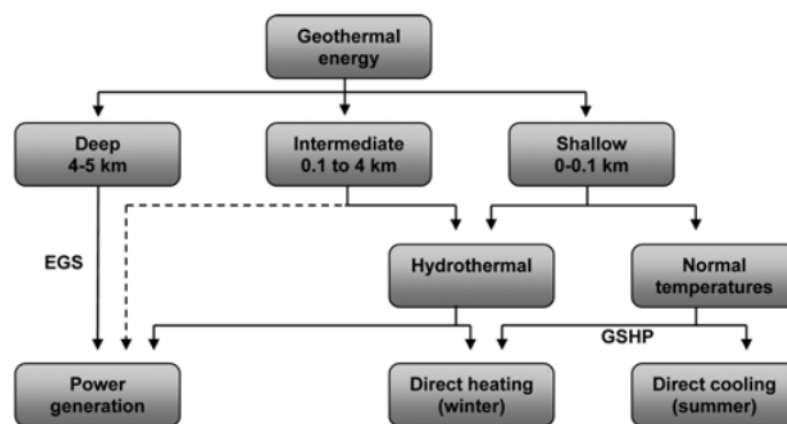 Geothermal
energy
Deep
4-5 km
Intermediate
0.1 to 4 km
Shallow
0-0.1 km
EGS
Hydrothermal
Normal
temperatures
GSHP
Power
generation
Direct heating
(winter)
Direct cooling
(summer)